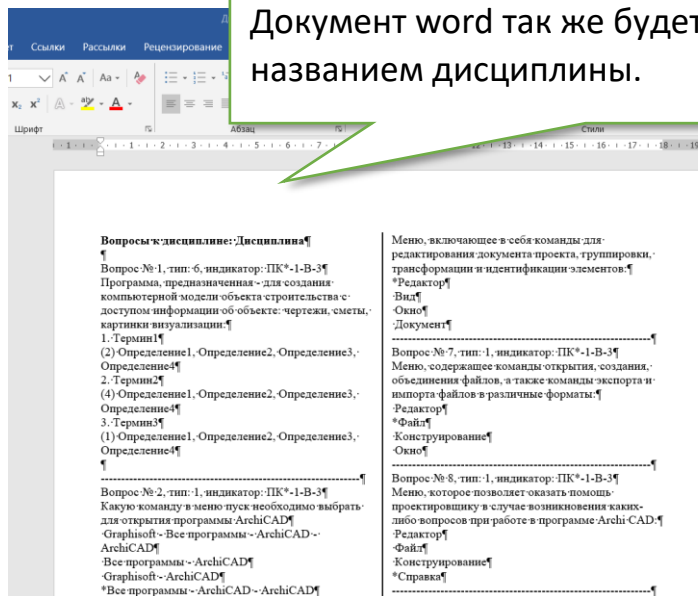 Документ word так же будет
названием дисциплины.
Ссылки Рассылки Рецензирование
Шрифт Абзац Стили
Вопросы·к·дисциплине:·Дисциплина¶
¶
Вопрос·№·1,·тип:·6,·индикатор:·ПК*-1-В-3¶
Программа,·предназначенная·-·для·создания·
компьютерной·модели·объекта·строительства·с·
доступом·информации·об·объекте:·чертежи,·сметы,·
картинки·визуализации:¶
1.·Термин1¶
(2)·Определение1,·Определение2,·Определение3,·
Определение4¶
2.·Термин2¶
(4)·Определение1,·Определение2,·Определение3,·
Определение4¶
3.·Термин3¶
(1)·Определение1,·Определение2,·Определение3,·
Определение4¶
¶
---------------------------------------------------------------¶
Вопрос·№·2,·тип:·1,·индикатор:·ПК*-1-В-3¶
Какую·команду·в·меню·пуск·необходимо·выбрать·
для·открытия·программы·ArchiCAD¶
·Graphisoft·-·Все·программы·-·ArchiCAD·-·
ArchiCAD¶
·Все·программы·-·ArchiCAD¶
·Graphisoft·-·ArchiCAD¶
*Все·программы·-·ArchiCAD·-·ArchiCAD¶
Меню,·включающее·в·себя·команды·для·
редактирования·документа·проекта,·группировки,·
трансформации·и·идентификации·элементов:¶
*Редактор¶
·Вид¶
·Окно¶
·Документ¶
---------------------------------------------------------------¶
Вопрос·№·7,·тип:·1,·индикатор:·ПК*-1-В-3¶
Меню,·содержащее·команды·открытия,·создания,·
объединения·файлов,·а·также·команды·экспорта·и·
импорта·файлов·в·различные·форматы:¶
·Редактор¶
*Файл¶
·Конструирование¶
·Окно¶
---------------------------------------------------------------¶
Вопрос·№·8,·тип:·1,·индикатор:·ПК*-1-В-3¶
Меню,·которое·позволяет·оказать·помощь·
проектировщику·в·случае·возникновения·каких-
либо·вопросов·при·работе·в·программе·Archi·CAD:¶
·Редактор¶
·Файл¶
·Конструирование¶
*Справка¶
---------------------------------------------------------------¶